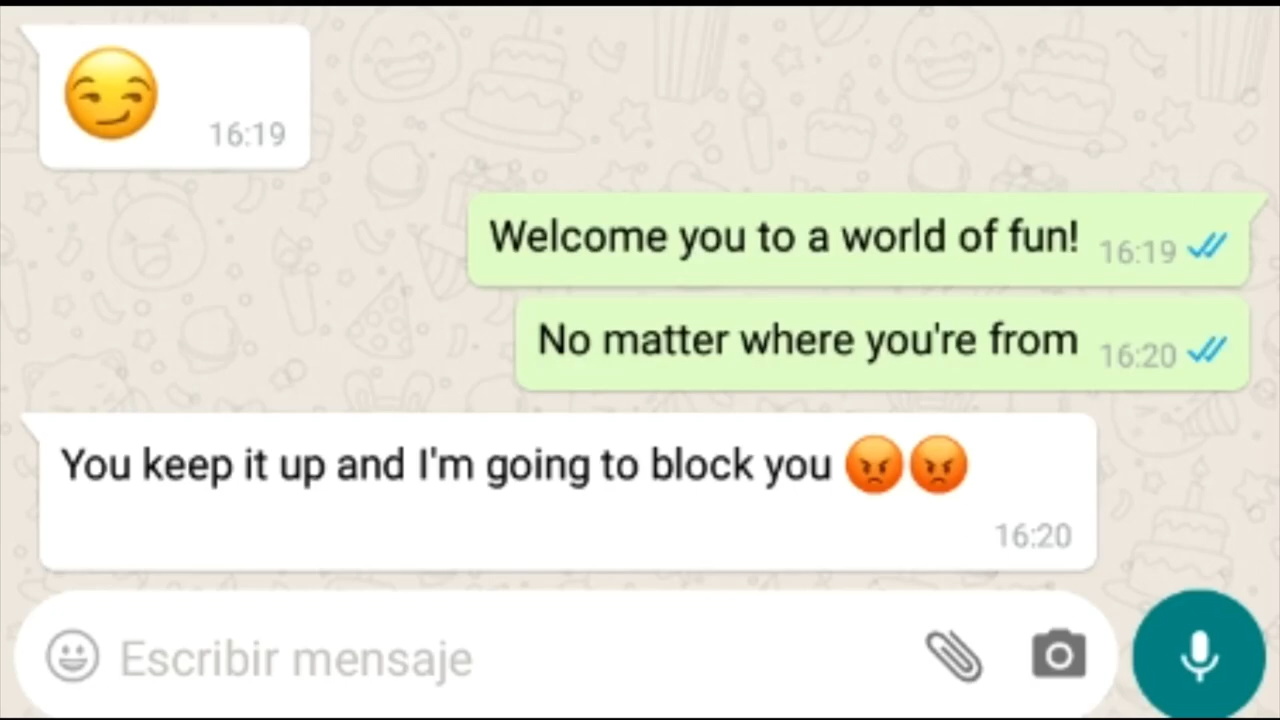 😏
16:19
Welcome you to a world of fun! 16:19
No matter where you're from 16:20
You keep it up and I'm going to block you 😡😡
16:20
Escribir mensaje